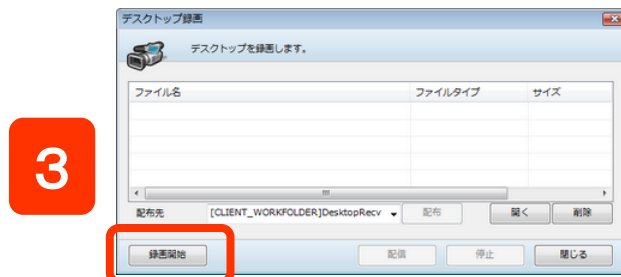 デスクトップ録画
デスクトップを録画します。
ファイル名 ファイルタイプ サイズ
3
配布先 [CLIENT_WORKFOLDER]DesktopRecv 配布 開く 削除
録画開始 配信 停止 閉じる